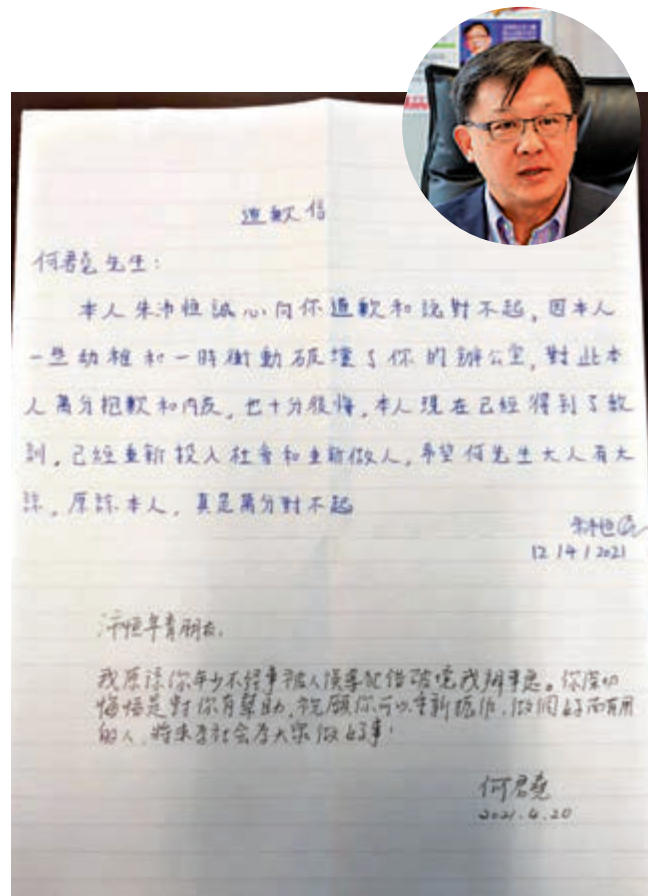 道歉信
何君堯先生:
本人朱沛恒誠心向你道歉和說對不起,因本人
一些幼稚和一時衝動破壞了你的辦公室,對此本
人萬分抱歉和內疚,也十分後悔,本人現在已經得到了教
訓,已經重新投入社會和重新做人,希望何先生大人有大
諒,原諒本人,真是萬分對不起
12/4/2021
沛恒年青朋友,
我原諒你年少不經事被人誤導犯錯破壞我辦事處。你深切
悔悟是對你有幫助,祝願你可以重新振作,做個好而有用
的人,將來為社會為大眾做好事!
何君堯
2021.4.20